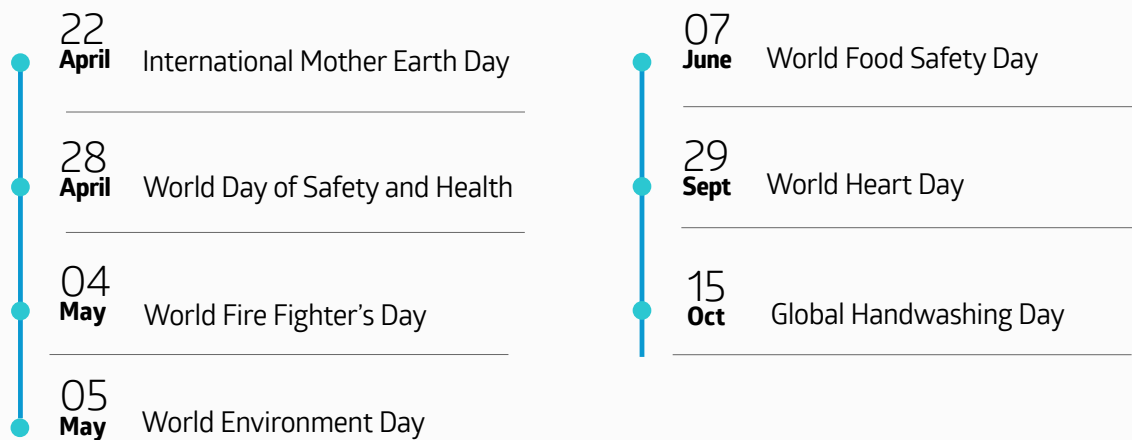 22
April
International Mother Earth Day
28
April
World Day of Safety and Health
04
May
World Fire Fighter’s Day
05
May
World Environment Day
07
June
World Food Safety Day
29
Sept
World Heart Day
15
Oct
Global Handwashing Day